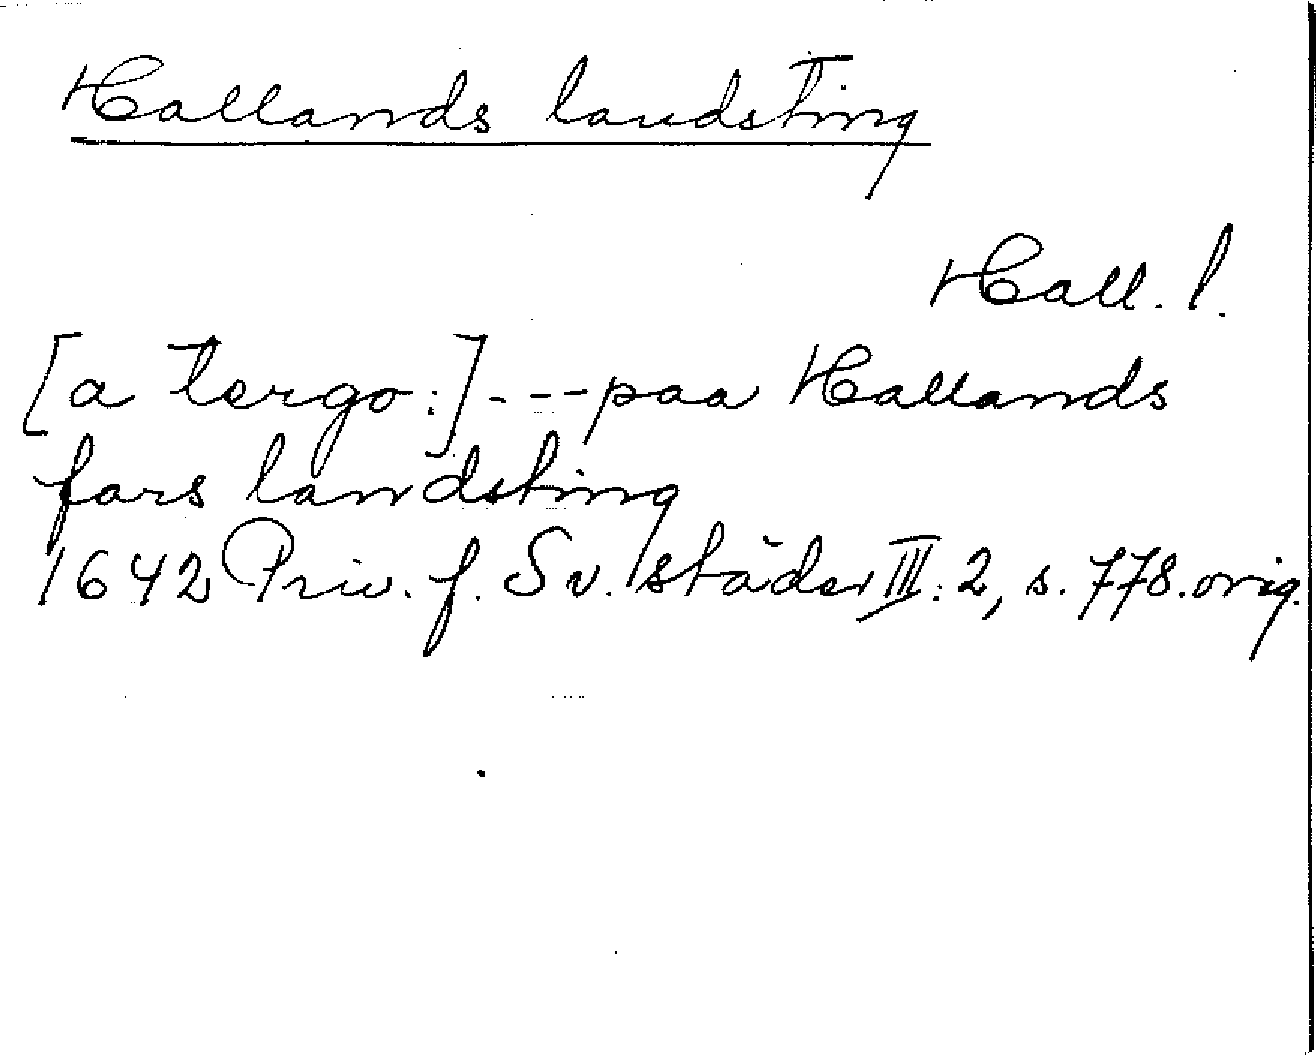 Hallands landsting
Hall. l.
[a tergo:] --- paa Hallands
fars landsting
1642 Priv. f. Sv. städer III: 2, s. 778. orig.